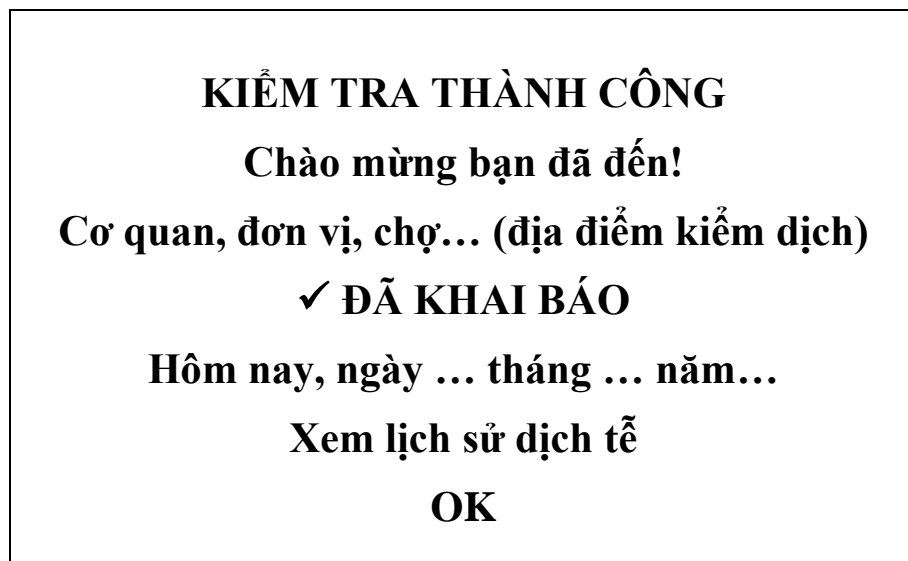 KIỂM TRA THÀNH CÔNG
Chào mừng bạn đã đến!
Cơ quan, đơn vị, chợ… (địa điểm kiểm dịch)
✓ ĐÃ KHAI BÁO
Hôm nay, ngày … tháng … năm…
Xem lịch sử dịch tễ
OK